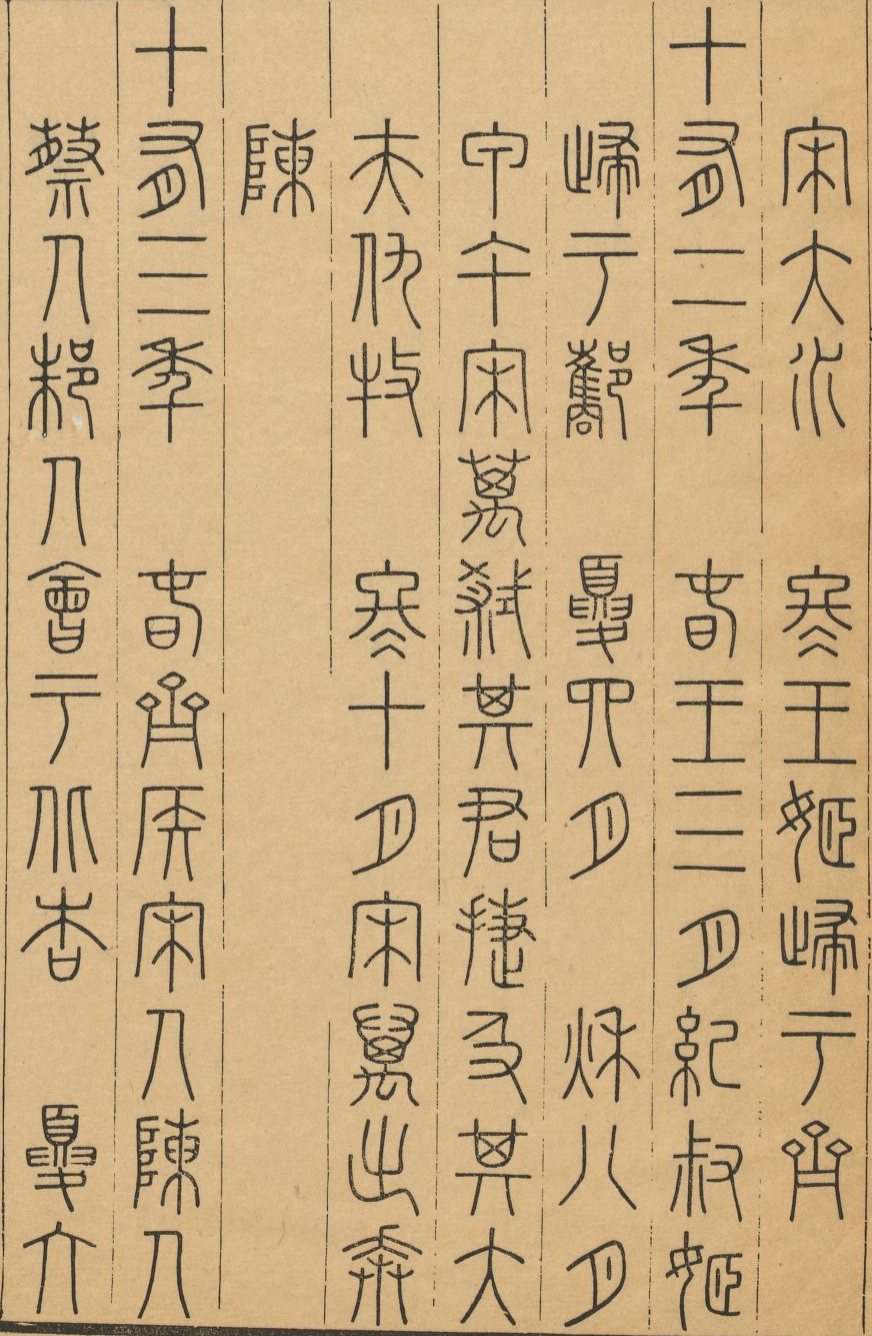 宋大水 冬王姬歸于齊
十有二年 春王三月紀叔姬
歸于酅 夏四月 秋八月
甲午宋萬弒其君捷及其大
夫仇牧 冬十月宋萬出奔
陳
十有三年 春齊侯宋人陳人
蔡人邾人會于北杏 夏六